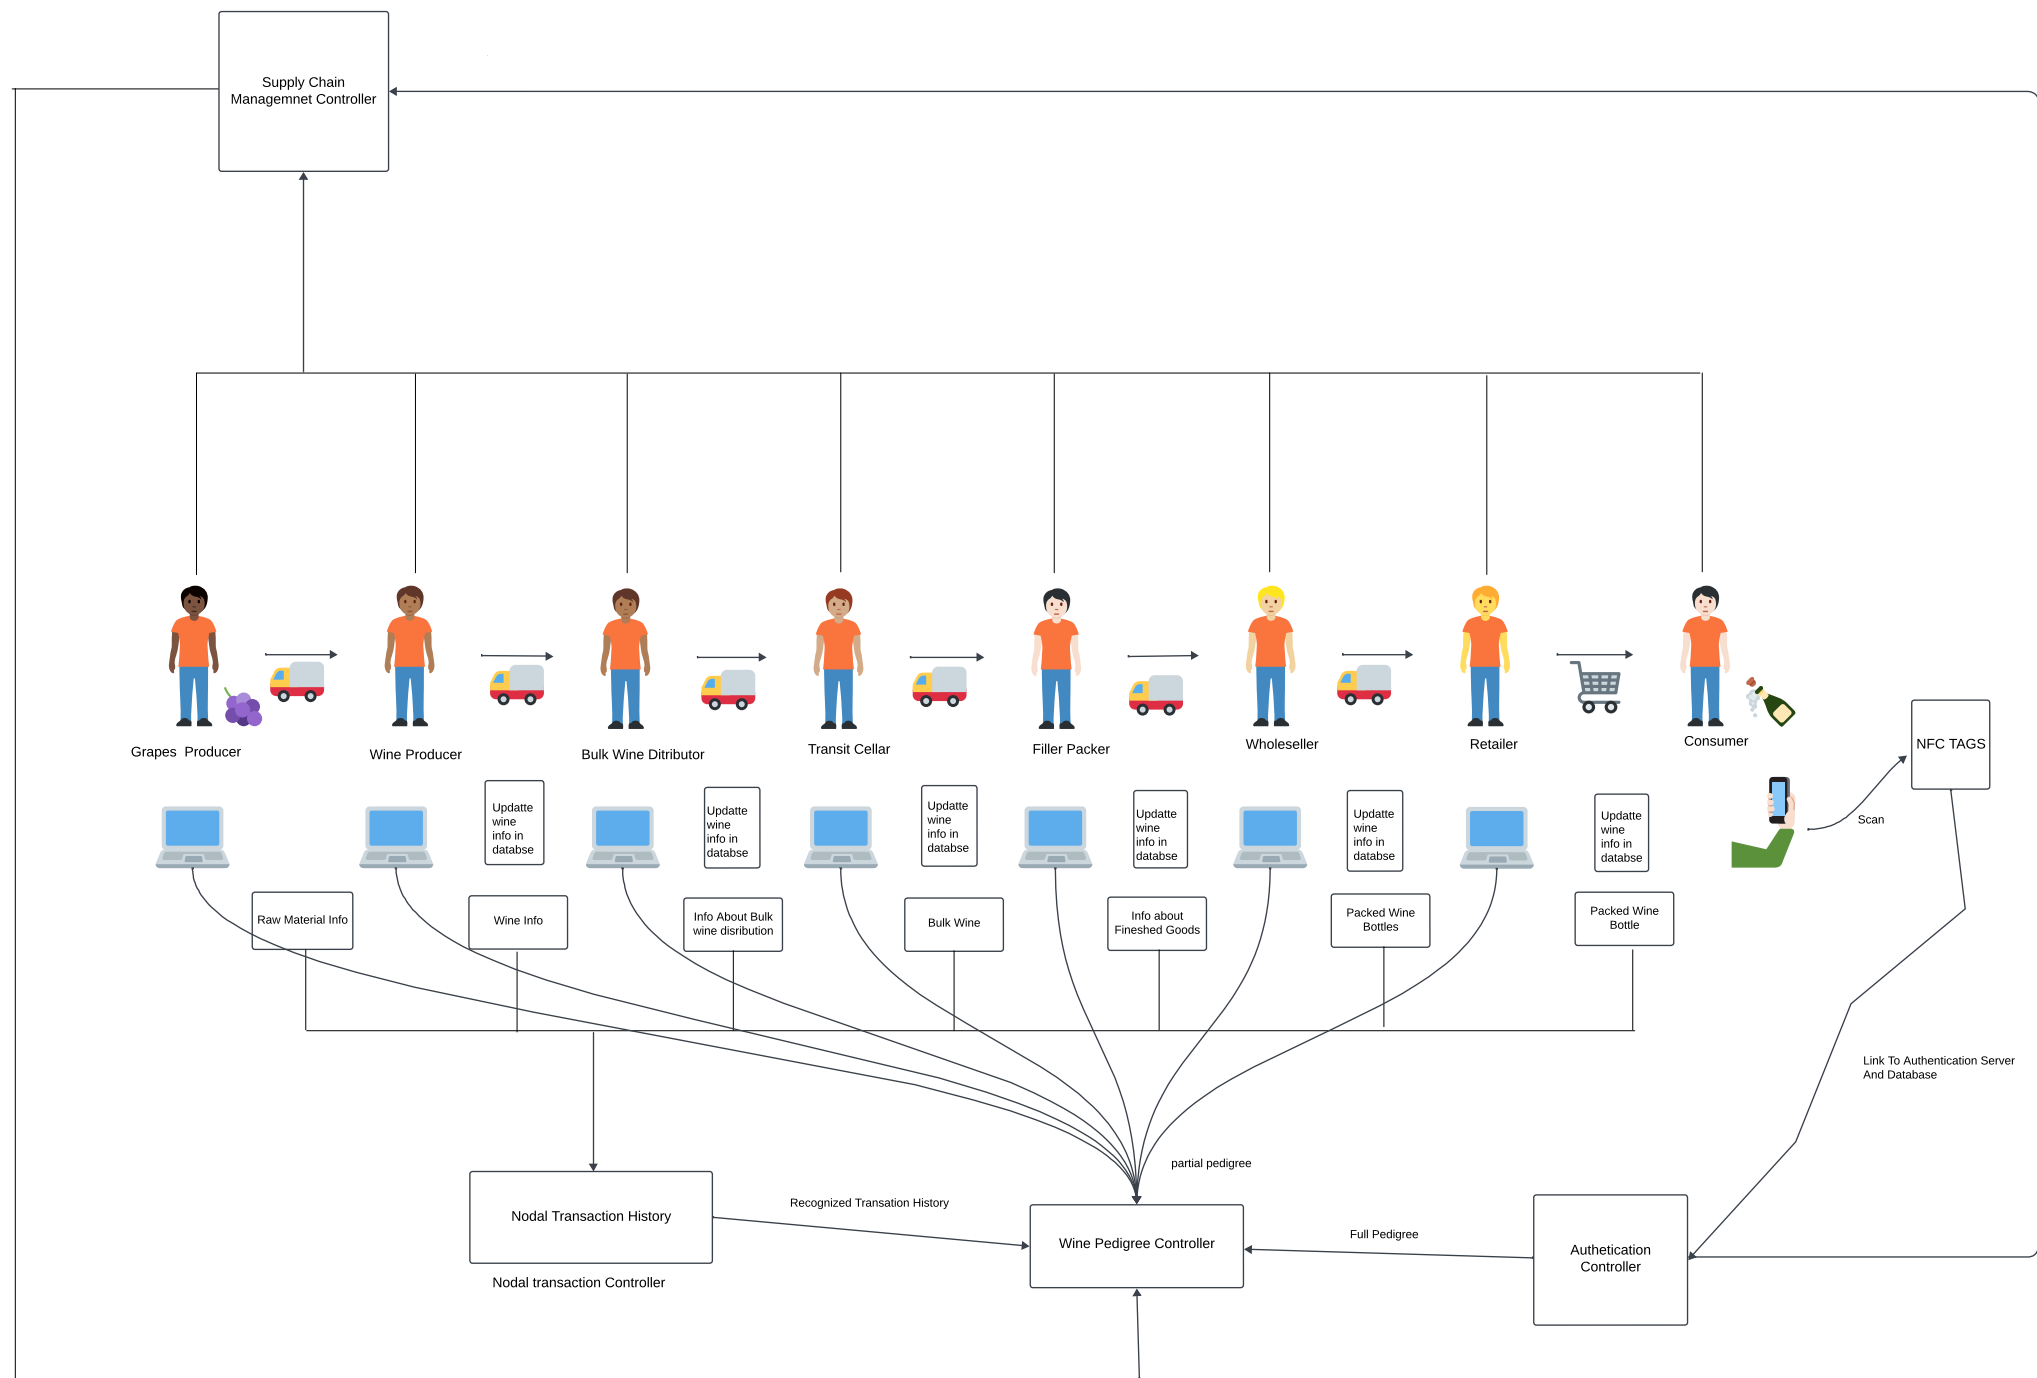 Supply Chain
Managemnet Controller
Grapes  Producer
Wine Producer
Bulk Wine Ditributor
Transit Cellar
Filler Packer
Wholeseller
Retailer
Consumer
NFC TAGS
Scan
Updatte
wine
info in
databse
Updatte
wine
info in
databse
Updatte
wine
info in
databse
Updatte
wine
info in
databse
Updatte
wine
info in
databse
Updatte
wine
info in
databse
Raw Material Info
Wine Info
Info About Bulk
wine disribution
Bulk Wine
Info about
Fineshed Goods
Packed Wine
Bottles
Packed Wine
Bottle
Link To Authentication Server
And Database
partial pedigree
Nodal Transaction History
Recognized Transation History
Wine Pedigree Controller
Full Pedigree
Authetication
Controller
Nodal transaction Controller